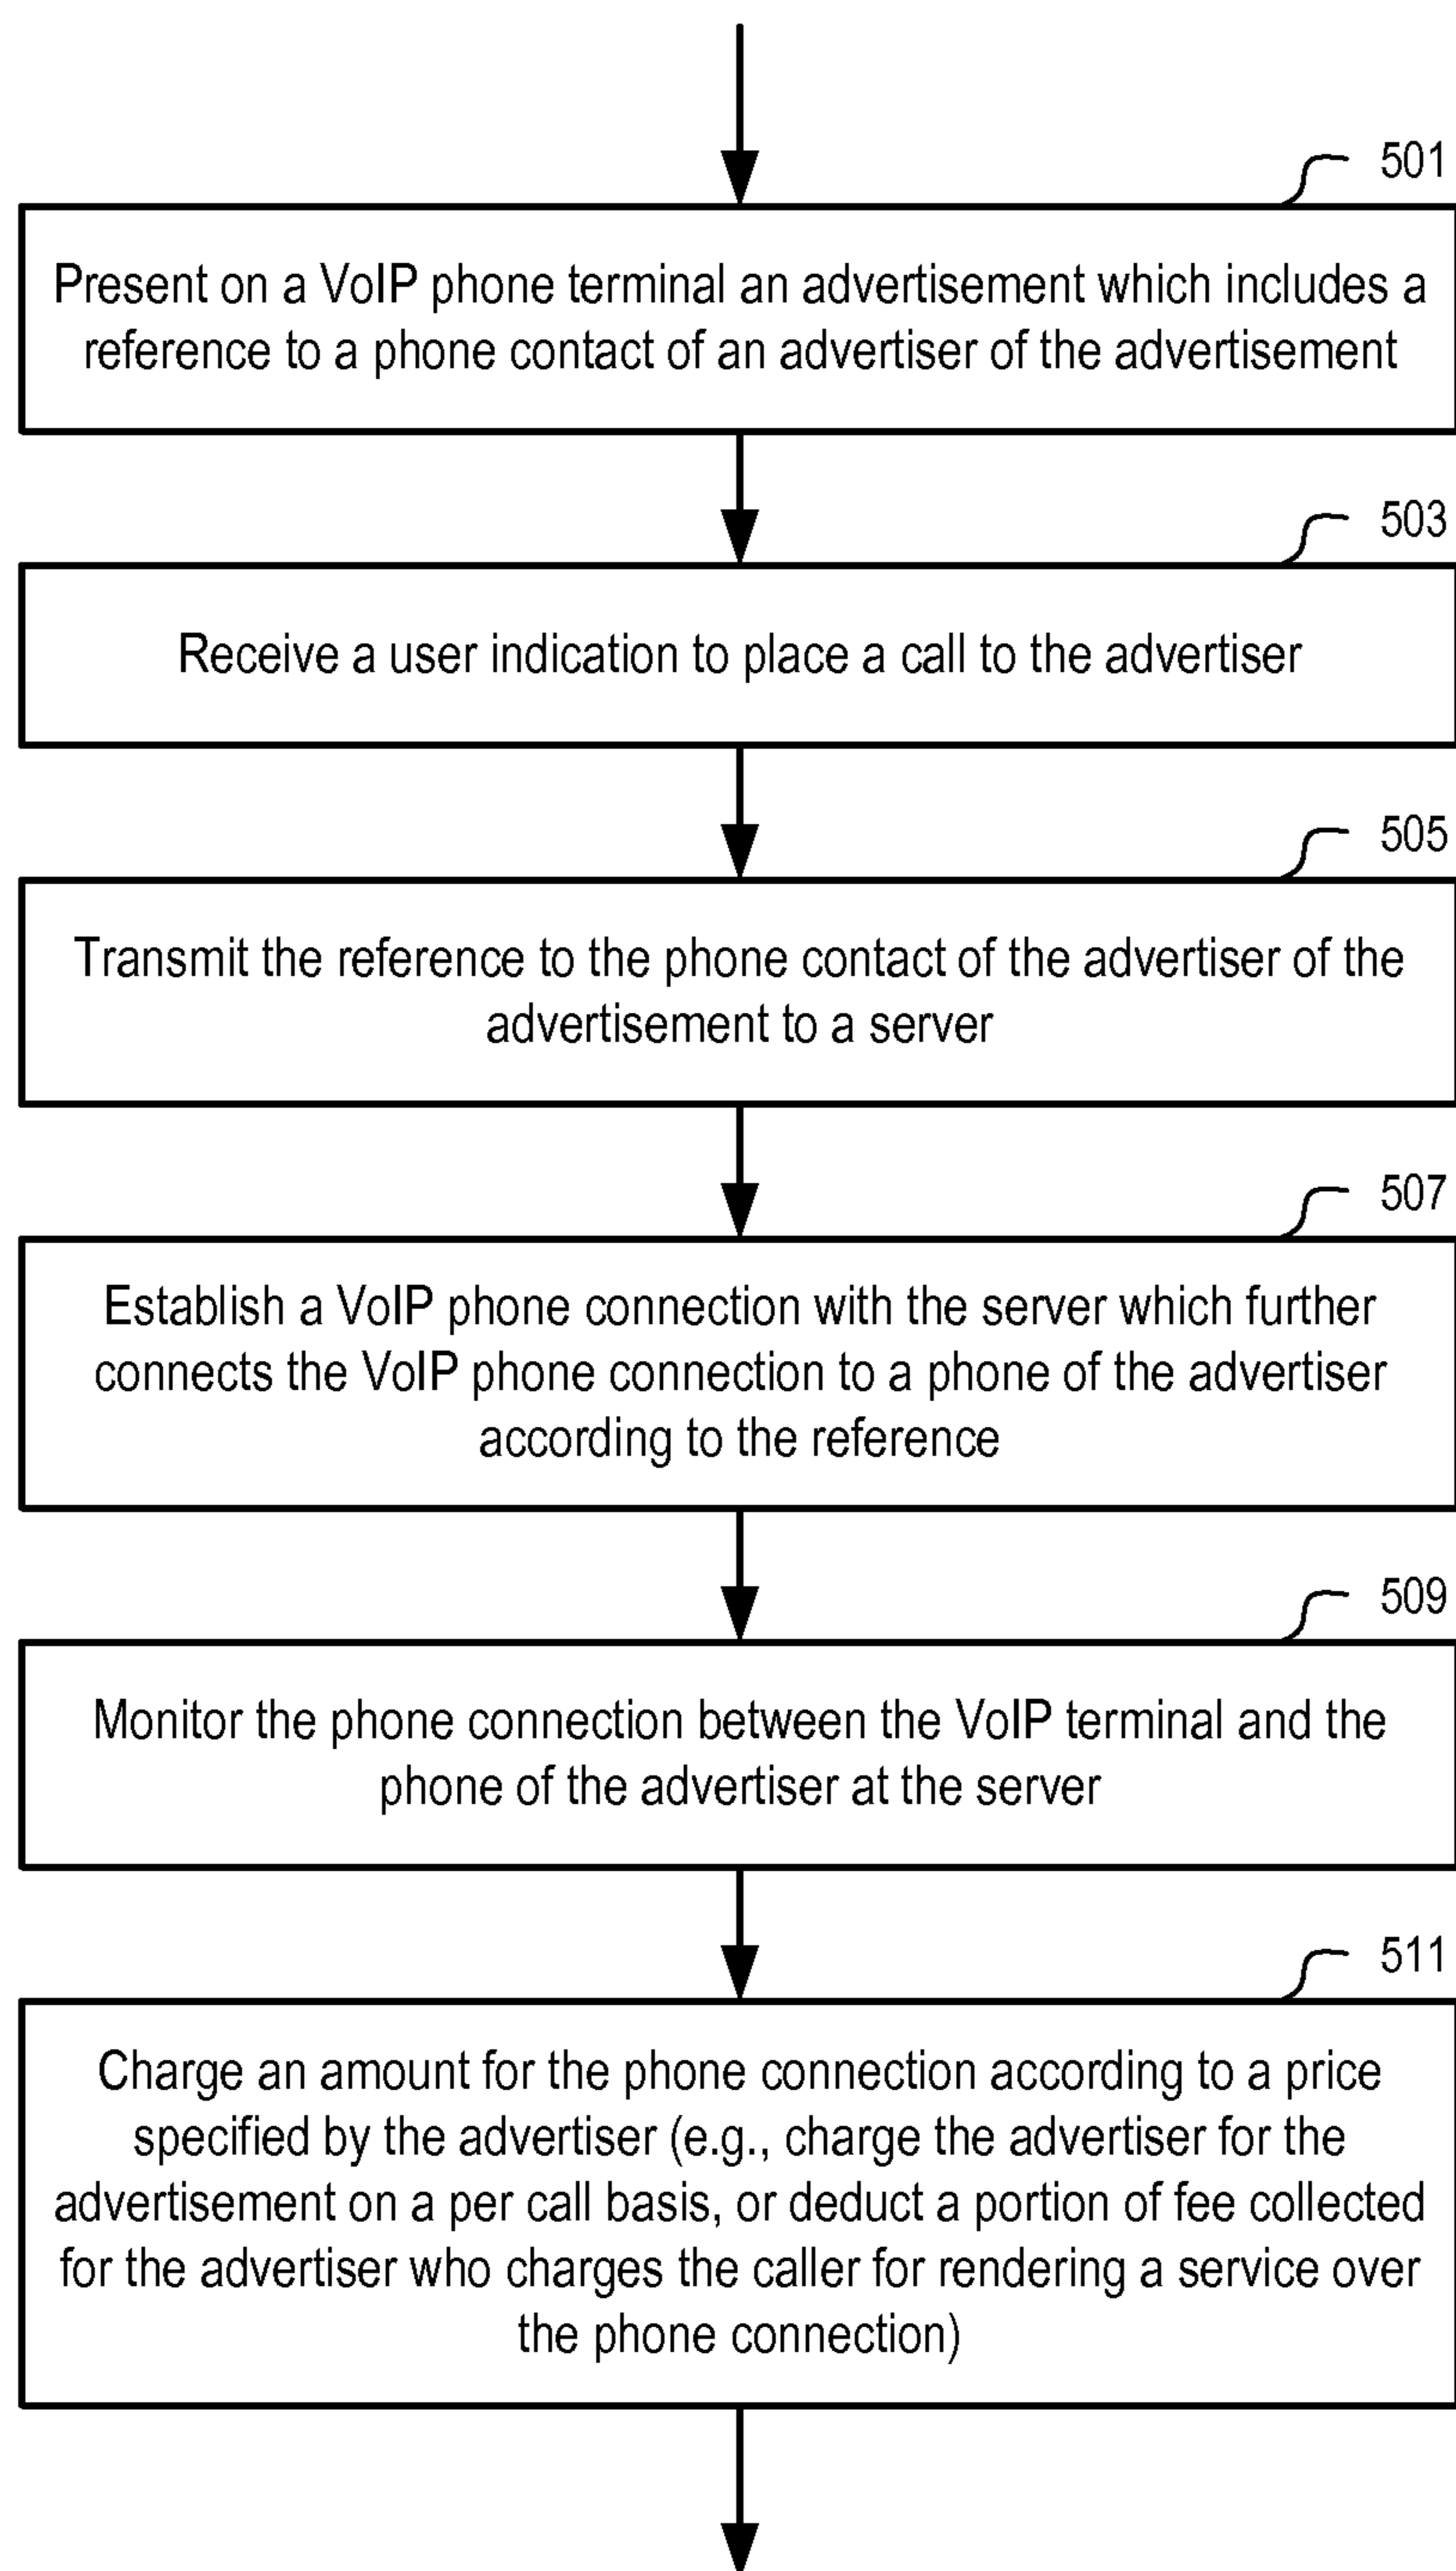 501
Present on a VoIP phone terminal an advertisement which includes a
reference to a phone contact of an advertiser of the advertisement
503
Receive a user indication to place a call to the advertiser
505
Transmit the reference to the phone contact of the advertiser of the
advertisement to a server
507
Establish a VoIP phone connection with the server which further
connects the VoIP phone connection to a phone of the advertiser
according to the reference
509
Monitor the phone connection between the VoIP terminal and the
phone of the advertiser at the server
511
Charge an amount for the phone connection according to a price
specified by the advertiser (e.g., charge the advertiser for the
advertisement on a per call basis, or deduct a portion of fee collected
for the advertiser who charges the caller for rendering a service over
the phone connection)